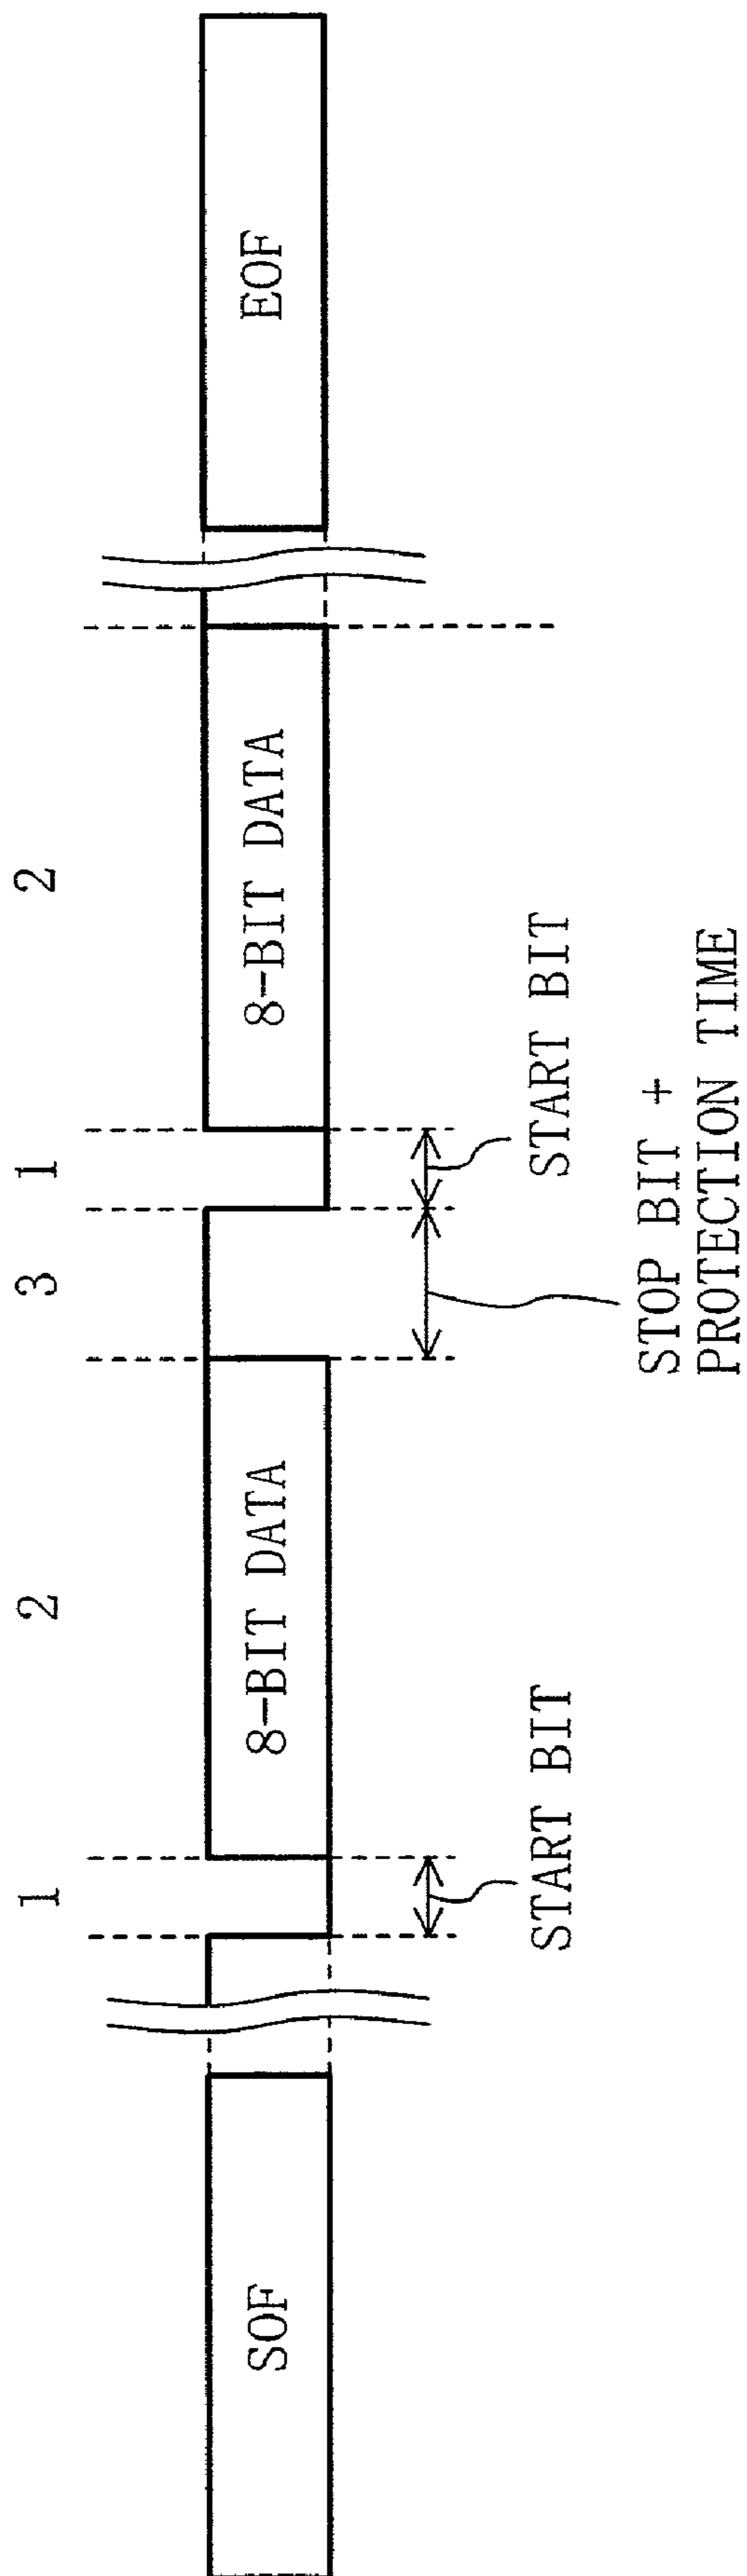 1
2
3
1
2
SOF
8-BIT DATA
8-BIT DATA
EOF
START BIT
START BIT
STOP BIT +
PROTECTION TIME